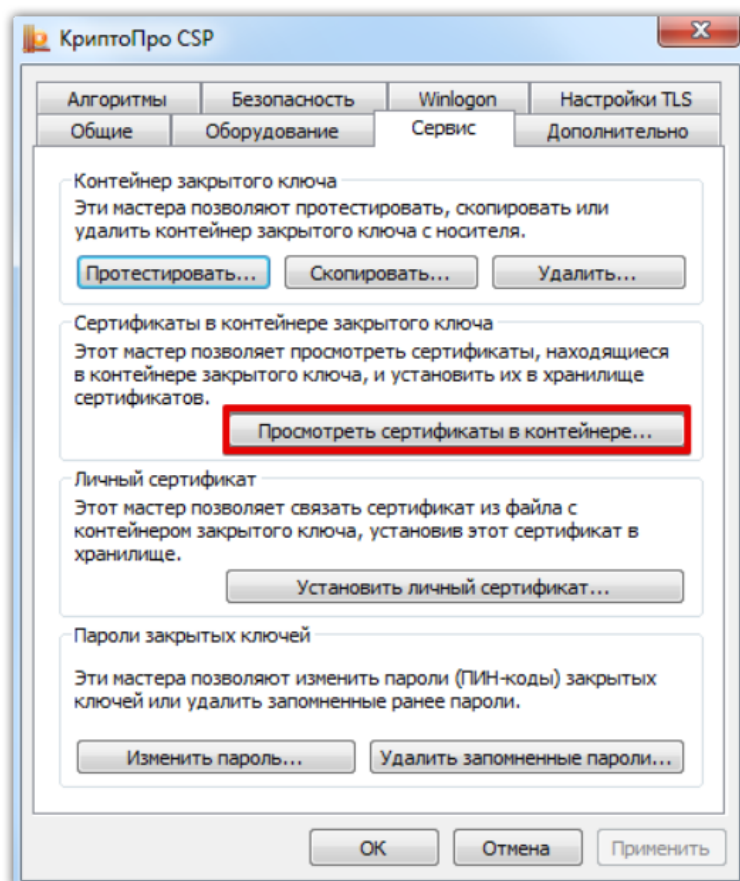 КриптоПро CSP
Алгоритмы Безопасность Winlogon Настройки TLS
Общие Оборудование Сервис Дополнительно
Контейнер закрытого ключа
Эти мастера позволяют протестировать, скопировать или
удалить контейнер закрытого ключа с носителя.
Протестировать... Скопировать... Удалить...
Сертификаты в контейнере закрытого ключа
Этот мастер позволяет просмотреть сертификаты, находящиеся
в контейнере закрытого ключа, и установить их в хранилище
сертификатов.
Просмотреть сертификаты в контейнере...
Личный сертификат
Этот мастер позволяет связать сертификат из файла с
контейнером закрытого ключа, установив этот сертификат в
хранилище.
Установить личный сертификат...
Пароли закрытых ключей
Эти мастера позволяют изменить пароли (ПИН-коды) закрытых
ключей или удалить запомненные ранее пароли.
Изменить пароль... Удалить запомненные пароли...
ОК Отмена Применить